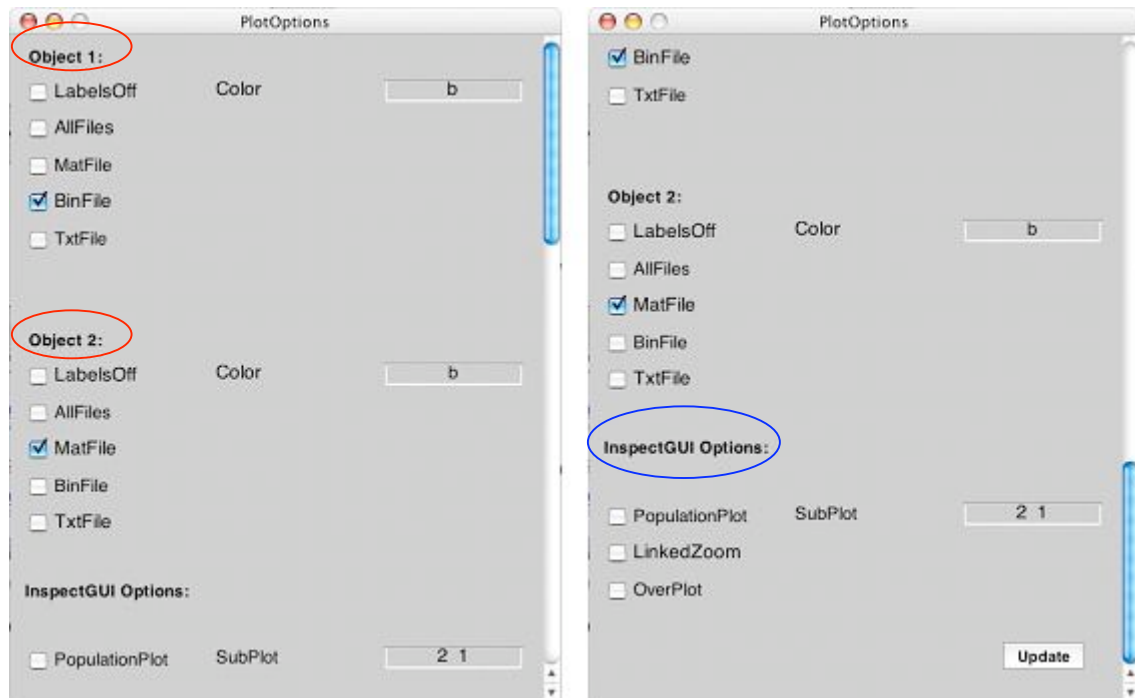 PlotOptions
Object 1:
LabelsOff Color b
AllFiles
MatFile
BinFile
TxtFile
Object 2:
LabelsOff Color b
AllFiles
MatFile
BinFile
TxtFile
InspectGUI Options:
PopulationPlot SubPlot 2 1
PlotOptions
BinFile
TxtFile
Object 2:
LabelsOff Color b
AllFiles
MatFile
BinFile
TxtFile
InspectGUI Options:
PopulationPlot SubPlot 2 1
LinkedZoom
OverPlot
Update